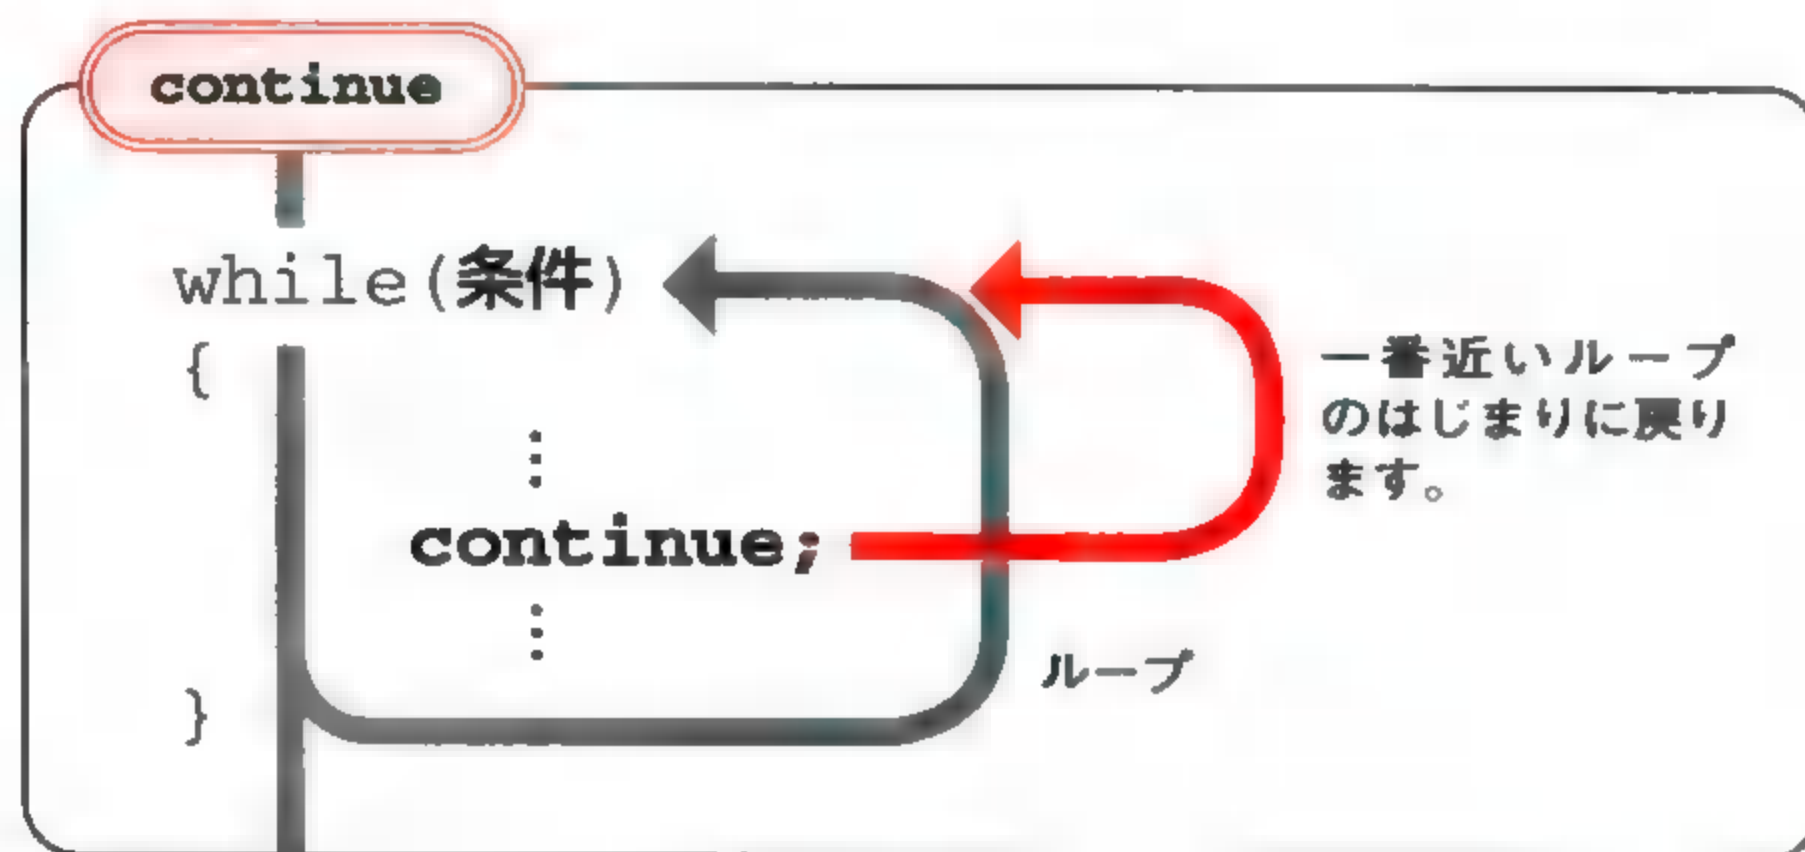 continue
while(条件)
{
⋮
continue;
⋮
}
一番近いループ
のはじまりに戻り
ます。
ループ